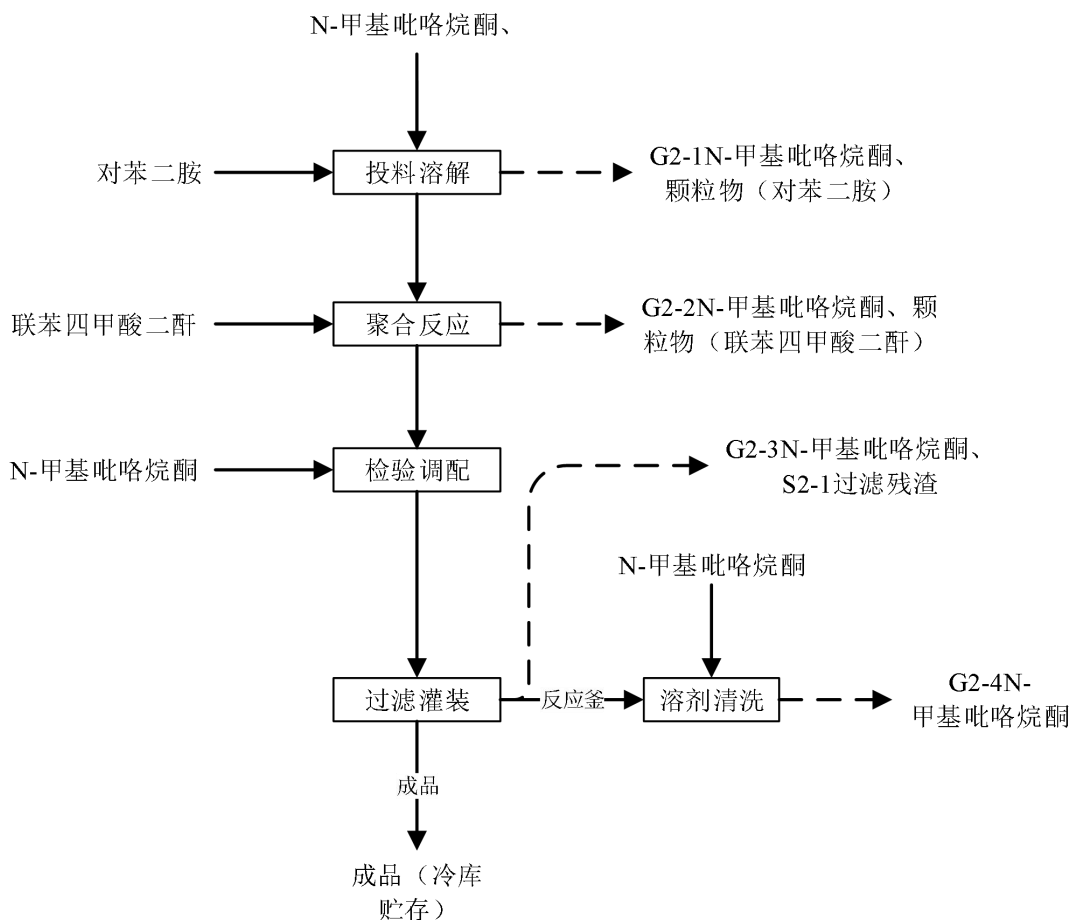 N-甲基吡咯烷酮、
对苯二胺
投料溶解
G2-1N-甲基吡咯烷酮、
颗粒物（对苯二胺）
联苯四甲酸二酐
聚合反应
G2-2N-甲基吡咯烷酮、颗
粒物（联苯四甲酸二酐）
N-甲基吡咯烷酮
检验调配
G2-3N-甲基吡咯烷酮、
S2-1过滤残渣
N-甲基吡咯烷酮
过滤灌装
反应釜
溶剂清洗
G2-4N-
甲基吡咯烷酮
成品
成品（冷库
贮存）